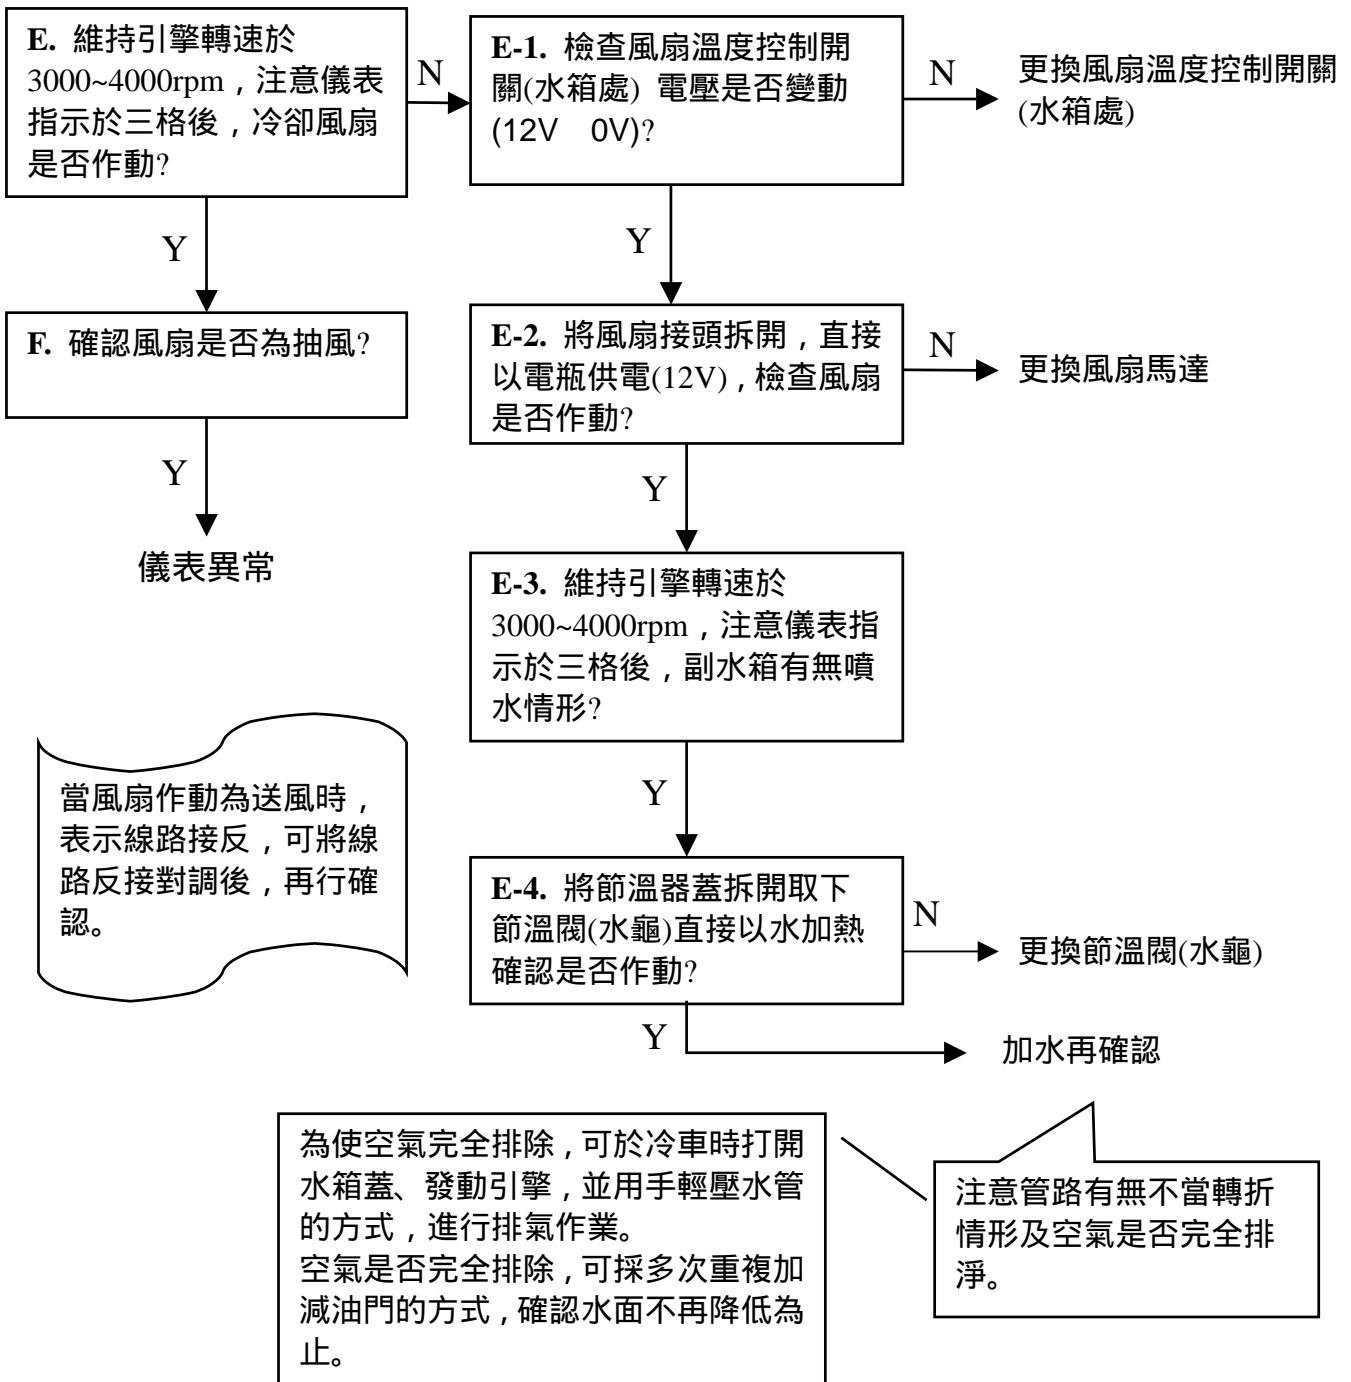 E. 維持引擎轉速於
3000~4000rpm，注意儀表
指示於三格後，冷卻風扇
是否作動?
N
E-1. 檢查風扇溫度控制開
關(水箱處) 電壓是否變動
(12V 0V)?
N
更換風扇溫度控制開關
(水箱處)
Y
Y
F. 確認風扇是否為抽風?
E-2. 將風扇接頭拆開，直接
以電瓶供電(12V)，檢查風扇
是否作動?
N
更換風扇馬達
Y
Y
儀表異常
E-3. 維持引擎轉速於
3000~4000rpm，注意儀表指
示於三格後，副水箱有無噴
水情形?
當風扇作動為送風時，
表示線路接反，可將線
路反接對調後，再行確
認。
Y
E-4. 將節溫器蓋拆開取下
節溫閥(水龜)直接以水加熱
確認是否作動?
N
更換節溫閥(水龜)
Y
加水再確認
為使空氣完全排除，可於冷車時打開
水箱蓋、發動引擎，並用手輕壓水管
的方式，進行排氣作業。
空氣是否完全排除，可採多次重複加
減油門的方式，確認水面不再降低為
止。
注意管路有無不當轉折
情形及空氣是否完全排
淨。